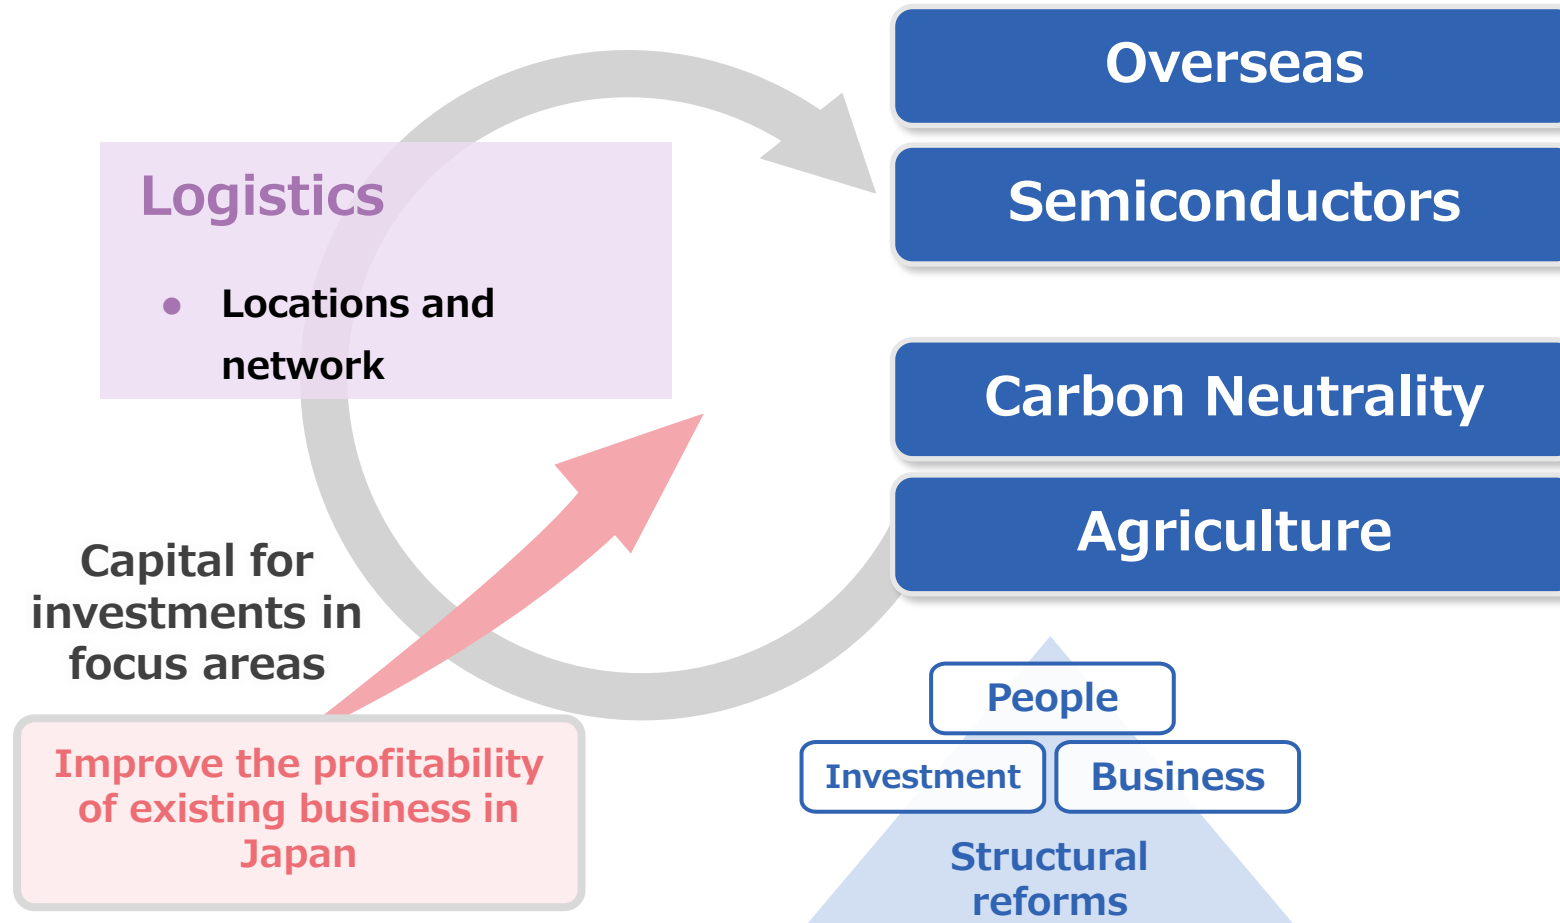 Overseas
Semiconductors
Logistics
● Locations and
network
Carbon Neutrality
Agriculture
Capital for
investments in
focus areas
Improve the profitability
of existing business in
Japan
People
Investment
Business
Structural
reforms